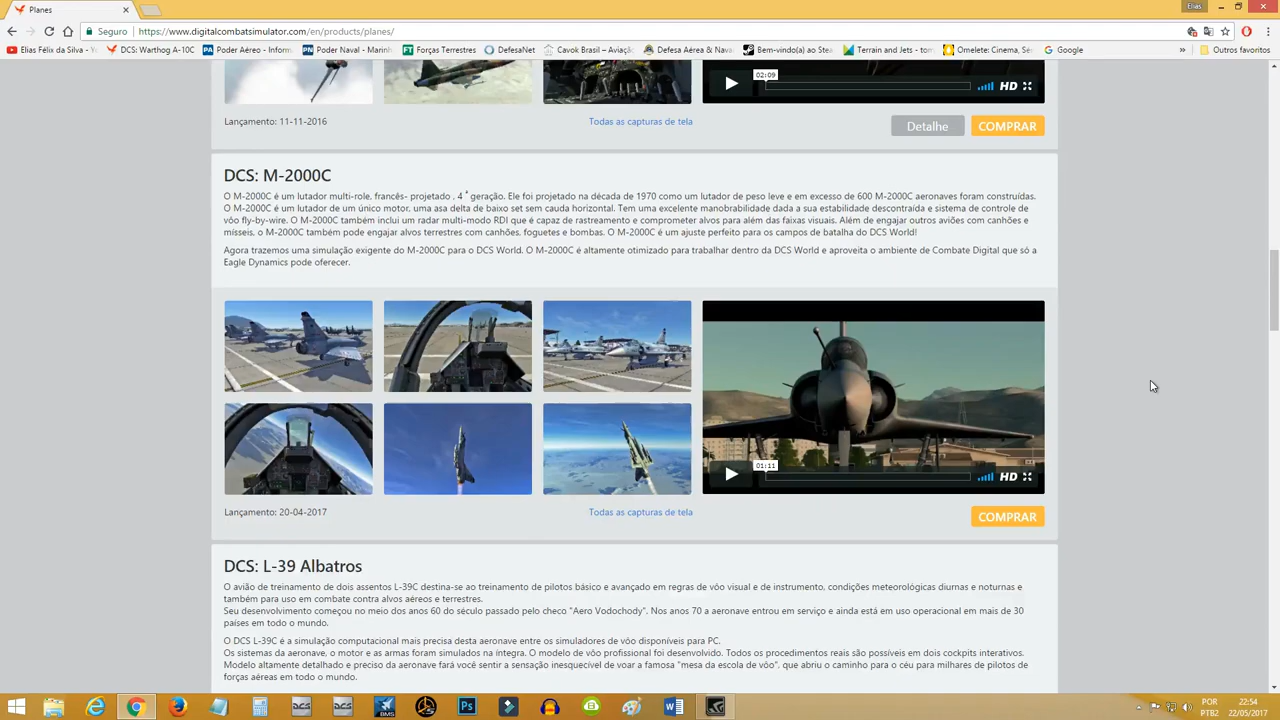 Planes
Elias
Seguro
https://www.digitalcombatsimulator.com/en/products/planes/
Elias Félix da Silva - Yo
DCS: Warthog A-10C
Poder Aéreo - Inform
Poder Naval - Marinh
Forças Terrestres
DefesaNet
Cavok Brasil – Aviaçã
Defesa Aérea & Nava
Bem-vindo(a) ao Stea
Terrain and Jets - tom
Omelete: Cinema, Sér
Google
»
Outros favoritos
02:09
HD
Lançamento: 11-11-2016
Todas as capturas de tela
Detalhe
COMPRAR
DCS: M-2000C
O M-2000C é um lutador multi-role, francês- projetado , 4 ª geração. Ele foi projetado na década de 1970 como um lutador de peso leve e em excesso de 600 M-2000C aeronaves foram construídas.
O M-2000C é um lutador de um único motor, uma asa delta de baixo set sem cauda horizontal. Tem uma excelente manobrabilidade dada a sua estabilidade descontraída e sistema de controle de
vôo fly-by-wire. O M-2000C também inclui um radar multi-modo RDI que é capaz de rastreamento e comprometer alvos para além das faixas visuais. Além de engajar outros aviões com canhões e
mísseis, o M-2000C também pode engajar alvos terrestres com canhões, foguetes e bombas. O M-2000C é um ajuste perfeito para os campos de batalha do DCS World!
Agora trazemos uma simulação exigente do M-2000C para o DCS World. O M-2000C é altamente otimizado para trabalhar dentro da DCS World e aproveita o ambiente de Combate Digital que só a
Eagle Dynamics pode oferecer.
01:11
HD
Lançamento: 20-04-2017
Todas as capturas de tela
COMPRAR
DCS: L-39 Albatros
O avião de treinamento de dois assentos L-39C destina-se ao treinamento de pilotos básico e avançado em regras de vôo visual e de instrumento, condições meteorológicas diurnas e noturnas e
também para uso em combate contra alvos aéreos e terrestres.
Seu desenvolvimento começou no meio dos anos 60 do século passado pelo checo "Aero Vodochody". Nos anos 70 a aeronave entrou em serviço e ainda está em uso operacional em mais de 30
países em todo o mundo.
O DCS L-39C é a simulação computacional mais precisa desta aeronave entre os simuladores de vôo disponíveis para PC.
Os sistemas da aeronave, o motor e as armas foram simulados na íntegra. O modelo de vôo profissional foi desenvolvido. Todos os procedimentos reais são possíveis em dois cockpits interativos.
Modelo altamente detalhado e preciso da aeronave fará você sentir a sensação inesquecível de voar a famosa "mesa da escola de vôo", que abriu o caminho para o céu para milhares de pilotos de
forças aéreas em todo o mundo.
DCS
DCS
BMS
Ps
POR
PTB2
22:54
22/05/2017